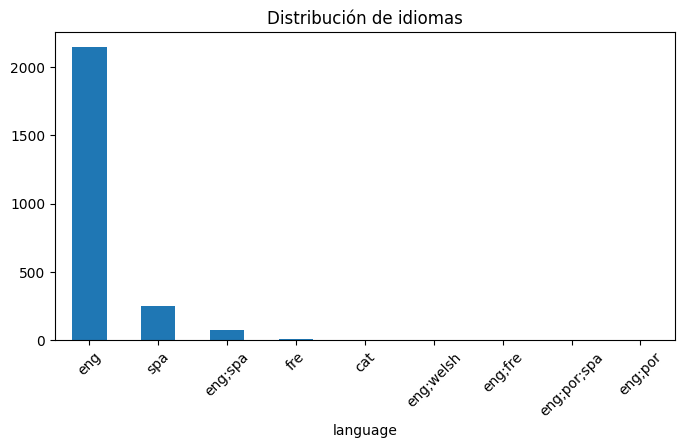 Distribución de idiomas
2000
1500
1000
500
0
eng
spa
eng;spa
fre
cat
eng;welsh
eng;fre
eng;por;spa
eng;por
language